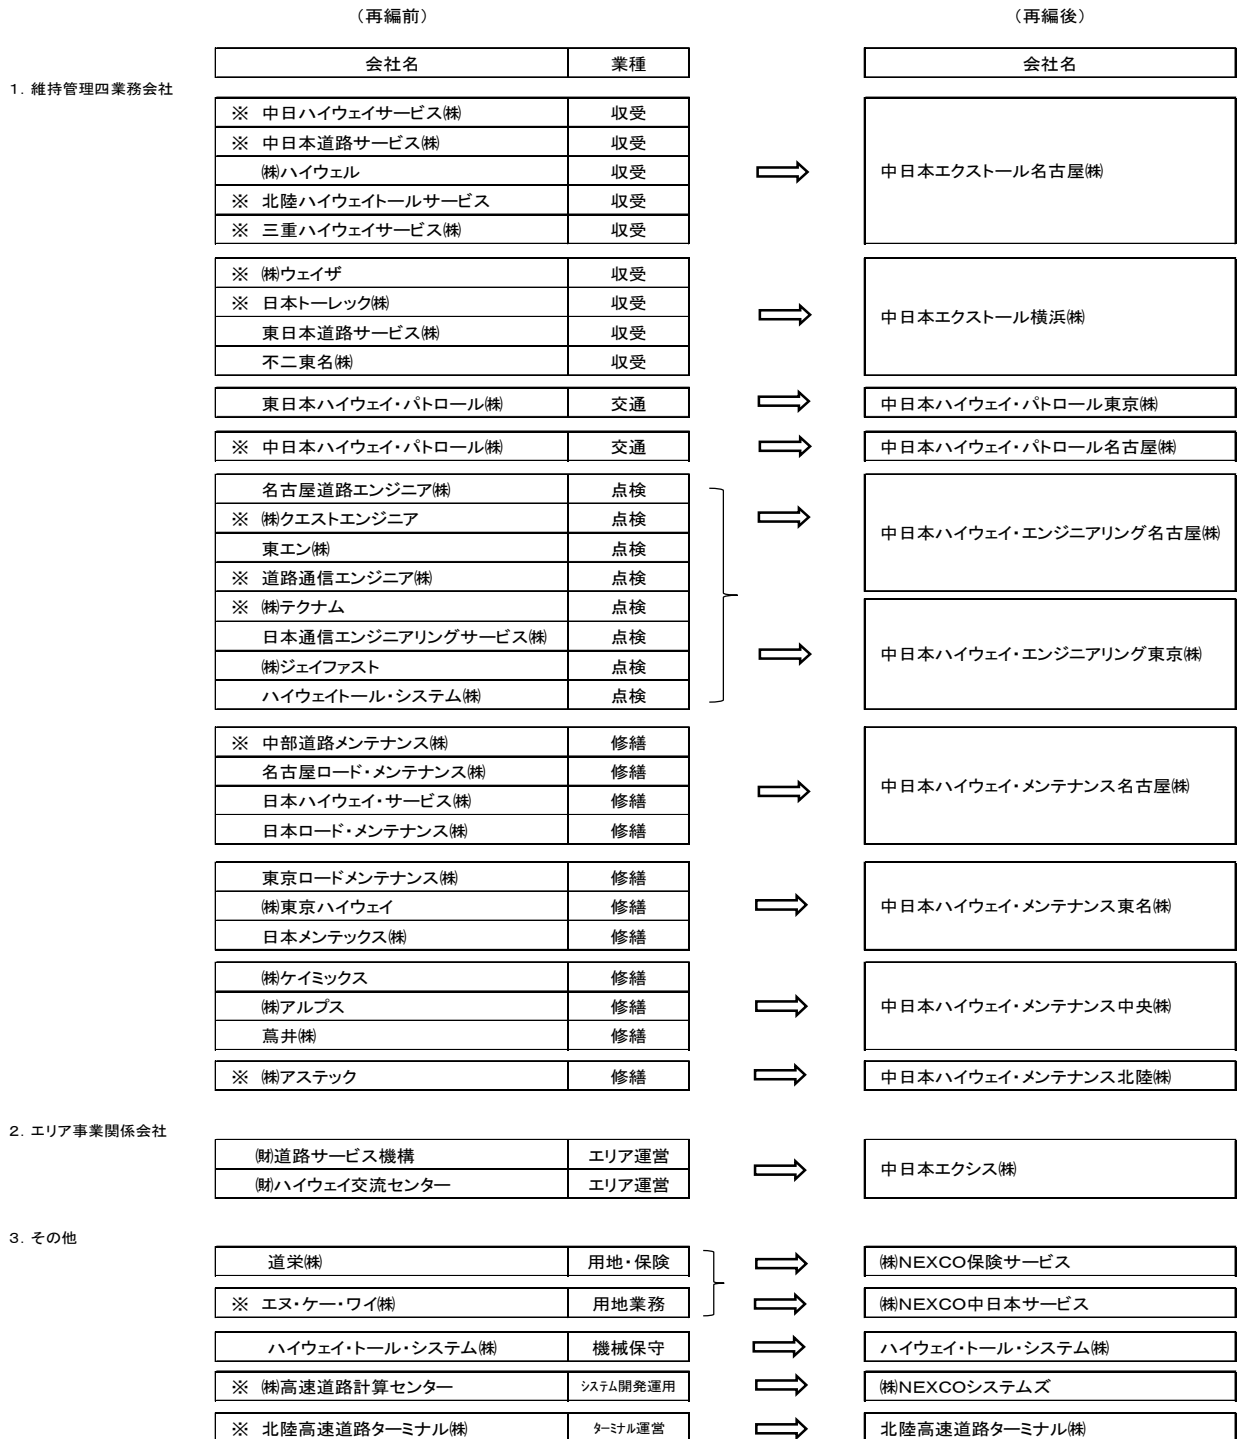 （再編前） （再編後）
会社名 業種 会社名
1．維持管理四業務会社
※ 中日ハイウェイサービス㈱ 収受
※ 中日本道路サービス㈱ 収受
㈱ハイウェル 収受 中日本エクストール名古屋㈱
※ 北陸ハイウェイトールサービス 収受
※ 三重ハイウェイサービス㈱ 収受
※ ㈱ウェイザ 収受
※ 日本トーレック㈱ 収受
中日本エクストール横浜㈱
東日本道路サービス㈱ 収受
不二東名㈱ 収受
東日本ハイウェイ・パトロール㈱ 交通 中日本ハイウェイ・パトロール東京㈱
※ 中日本ハイウェイ・パトロール㈱ 交通 中日本ハイウェイ・パトロール名古屋㈱
名古屋道路エンジニア㈱ 点検
※ ㈱クエストエンジニア 点検
中日本ハイウェイ・エンジニアリング名古屋㈱
東エン㈱ 点検
※ 道路通信エンジニア㈱ 点検
※ ㈱テクナム 点検
日本通信エンジニアリングサービス㈱ 点検
中日本ハイウェイ・エンジニアリング東京㈱
㈱ジェイファスト 点検
ハイウェイトール・システム㈱ 点検
※ 中部道路メンテナンス㈱ 修繕
名古屋ロード・メンテナンス㈱ 修繕
中日本ハイウェイ・メンテナンス名古屋㈱
日本ハイウェイ・サービス㈱ 修繕
日本ロード・メンテナンス㈱ 修繕
東京ロードメンテナンス㈱ 修繕
㈱東京ハイウェイ 修繕 中日本ハイウェイ・メンテナンス東名㈱
日本メンテックス㈱ 修繕
㈱ケイミックス 修繕
㈱アルプス 修繕 中日本ハイウェイ・メンテナンス中央㈱
蔦井㈱ 修繕
※ ㈱アステック 修繕 中日本ハイウェイ・メンテナンス北陸㈱
2．エリア事業関係会社
㈶道路サービス機構 エリア運営
中日本エクシス㈱
㈶ハイウェイ交流センター エリア運営
3．その他
道栄㈱ 用地・保険 ㈱NEXCO保険サービス
※ エヌ・ケー・ワイ㈱ 用地業務 ㈱NEXCO中日本サービス
ハイウェイ・トール・システム㈱ 機械保守 ハイウェイ・トール・システム㈱
※ ㈱高速道路計算センター ｼｽﾃﾑ開発運用 ㈱NEXCOシステムズ
※ 北陸高速道路ターミナル㈱ ﾀｰﾐﾅﾙ運営 北陸高速道路ターミナル㈱